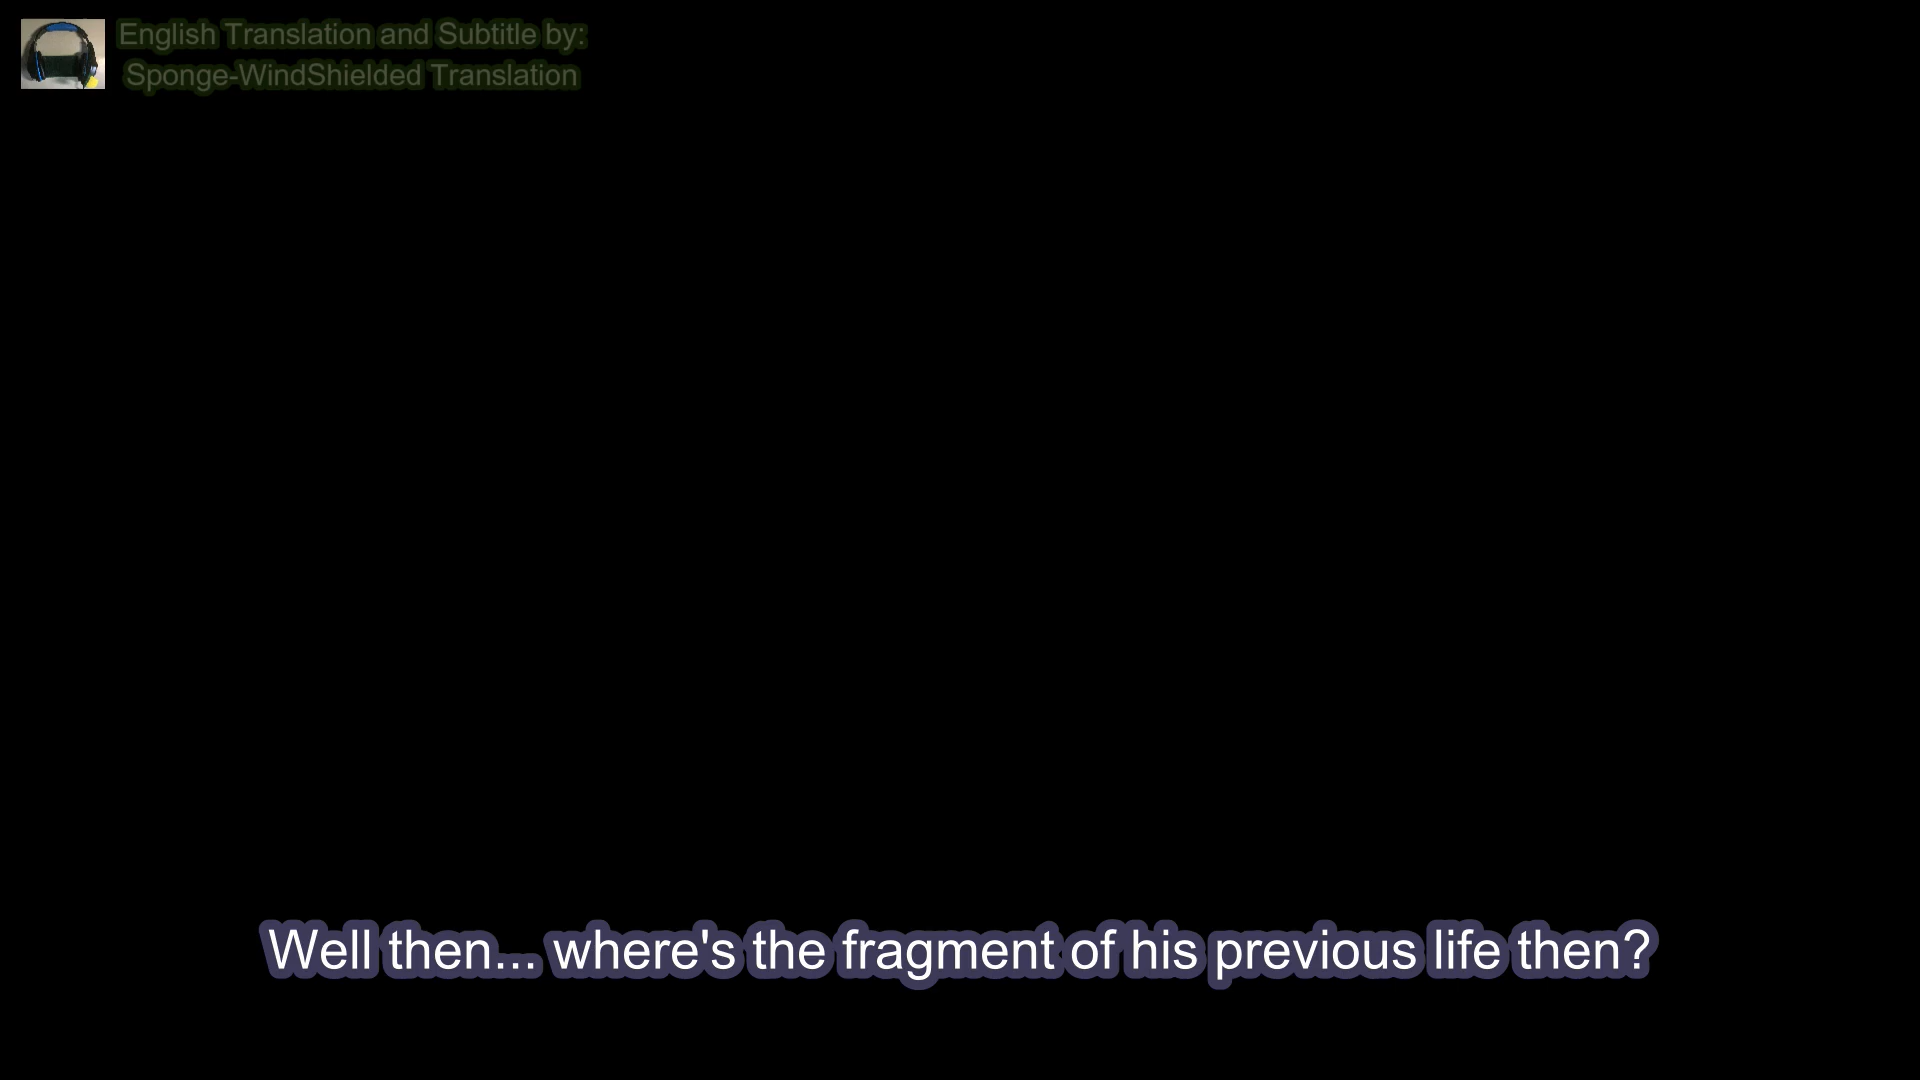 English Translation and Subtitle by:
Sponge-WindShielded Translation
Well then... where's the fragment of his previous life then?